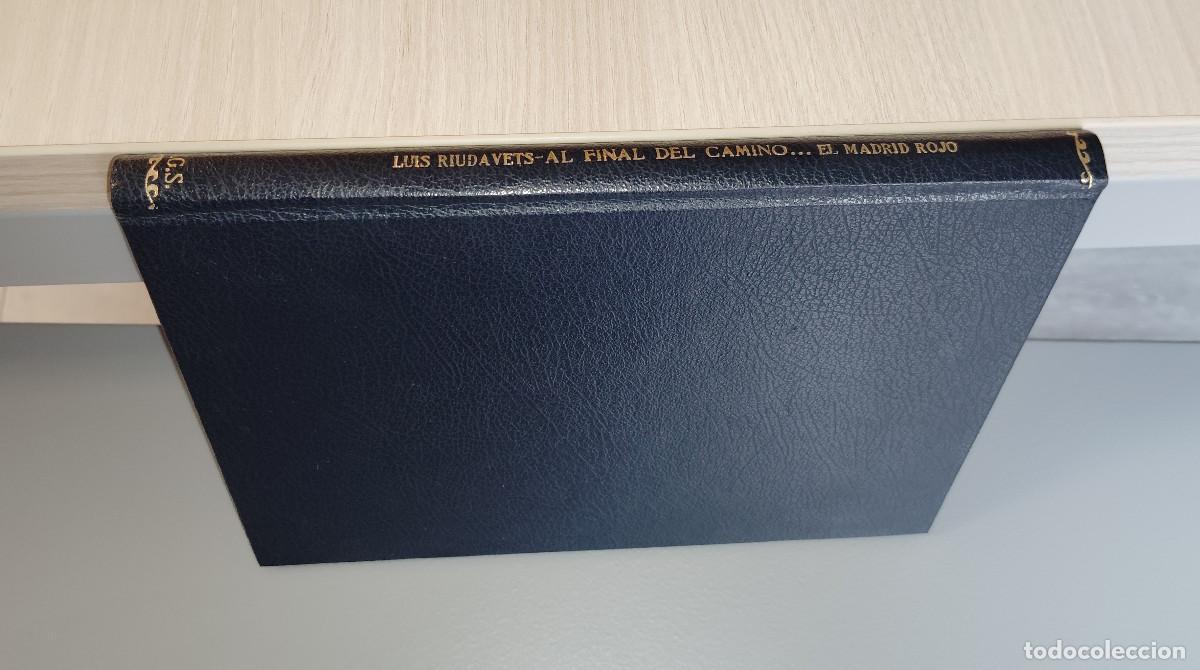 LUIS RIUDAVETS-AL FINAL DEL CAMINO... EL MADRID ROJO
G.S
todocoleccion